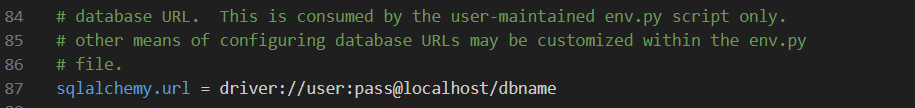 84 # database URL.  This is consumed by the user-maintained env.py script only.
85 # other means of configuring database URLs may be customized within the env.py
86 # file.
87 sqlalchemy.url = driver://user:pass@localhost/dbname